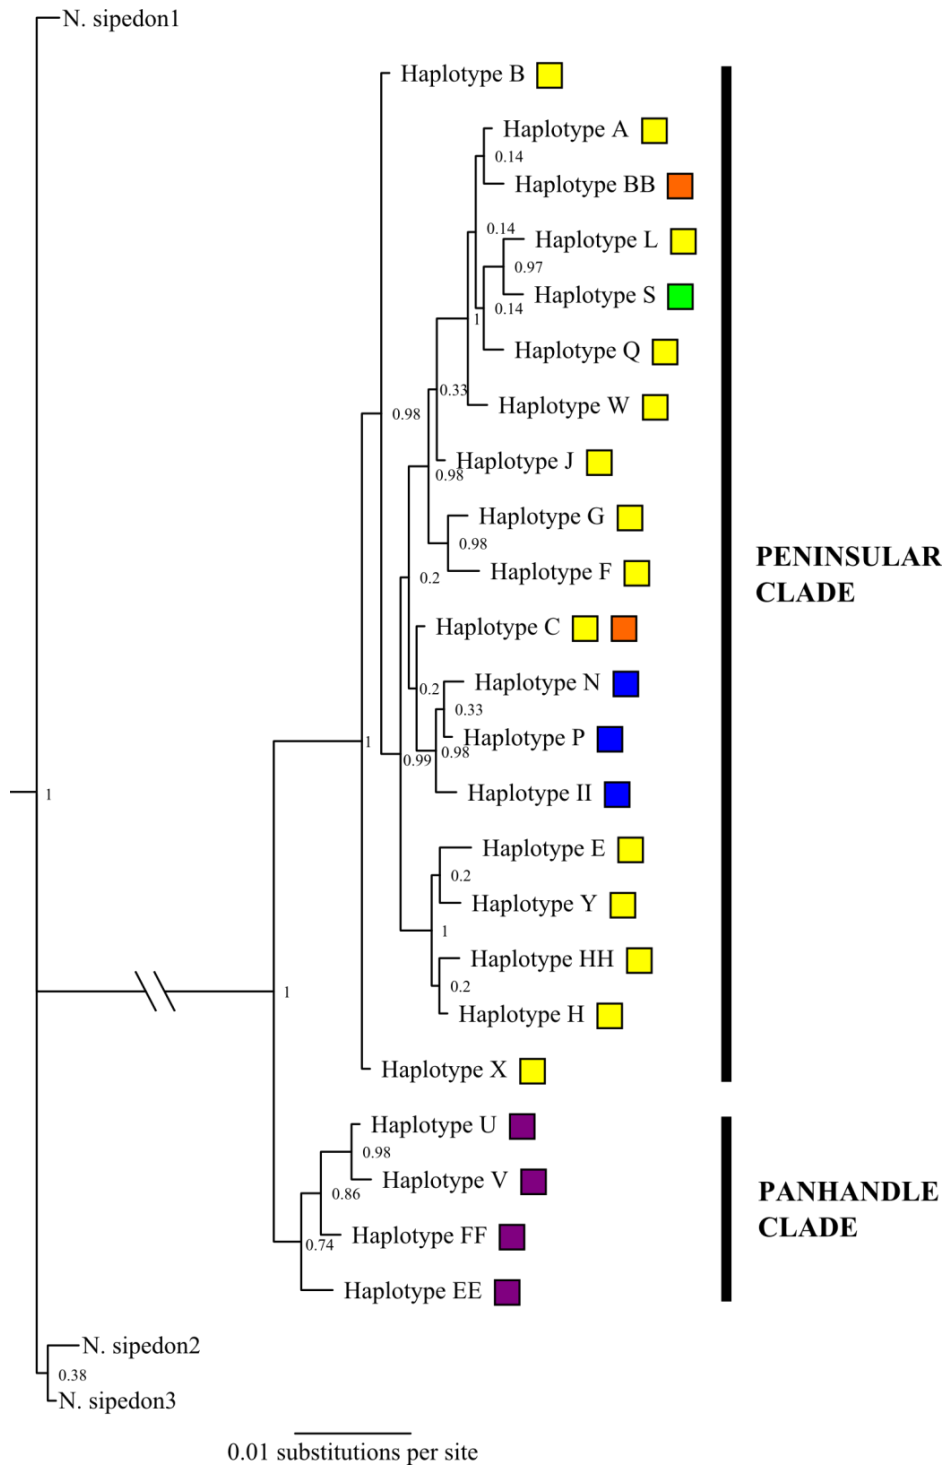 N. sipedon1
Haplotype B
Haplotype A
0.14
Haplotype BB
0.14
Haplotype L
0.97
Haplotype S
0.14
1
Haplotype Q
0.33
Haplotype W
0.98
Haplotype J
0.98
Haplotype G
0.98
Haplotype F
0.2
PENINSULAR
CLADE
Haplotype C
Haplotype N
0.2
0.33
Haplotype P
1
0.99
0.98
Haplotype II
1
Haplotype E
0.2
Haplotype Y
1
Haplotype HH
0.2
1
Haplotype H
Haplotype X
Haplotype U
0.98
Haplotype V
0.86
PANHANDLE
CLADE
Haplotype FF
0.74
Haplotype EE
N. sipedon2
0.38
N. sipedon3
0.01 substitutions per site